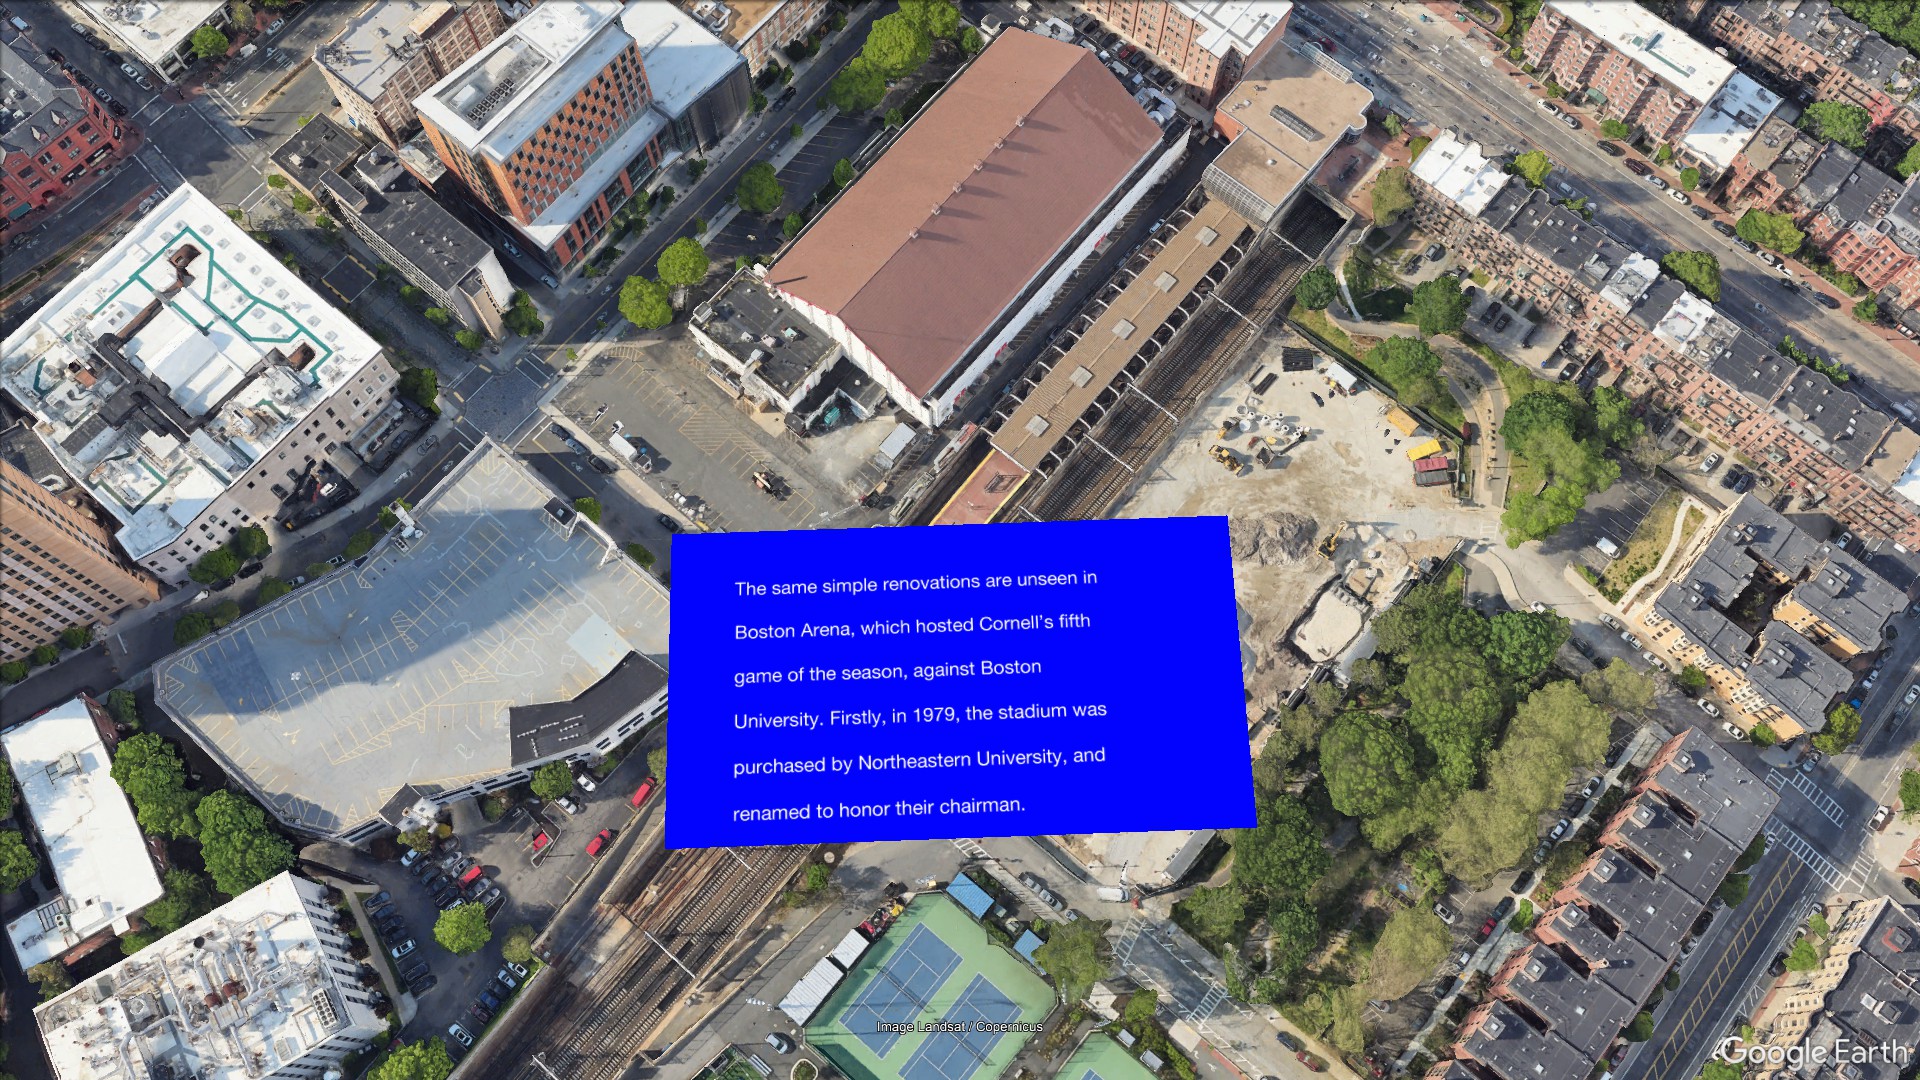 The same simple renovations are unseen in
Boston Arena, which hosted Cornell's fifth
game of the season, against Boston
University. Firstly, in 1979, the stadium was
purchased by Northeastern University, and
renamed to honor their chairman.
Image Landsat / Copernicus
Google Earth